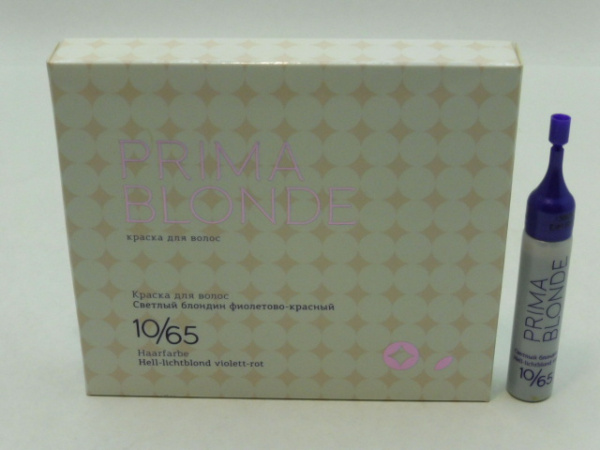 PRIMA
BLONDE
краска для волос
Краска для волос
Светлый блондин фиолетово-красный
10/65
Haarfarbe
Hell-lichtblond violett-rot
PRIMA
BLONDE
10/65